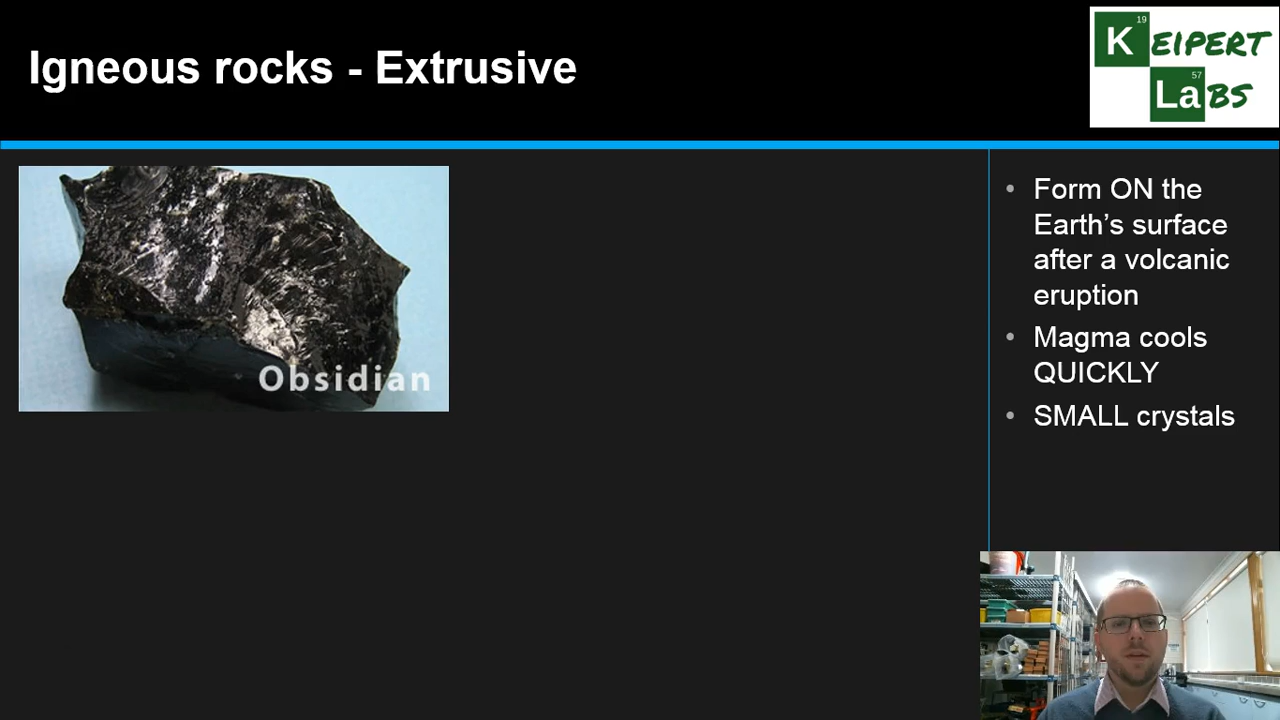 Igneous rocks - Extrusive
19
K EIPERT
57
La BS
Obsidian
• Form ON the
Earth’s surface
after a volcanic
eruption
• Magma cools
QUICKLY
• SMALL crystals